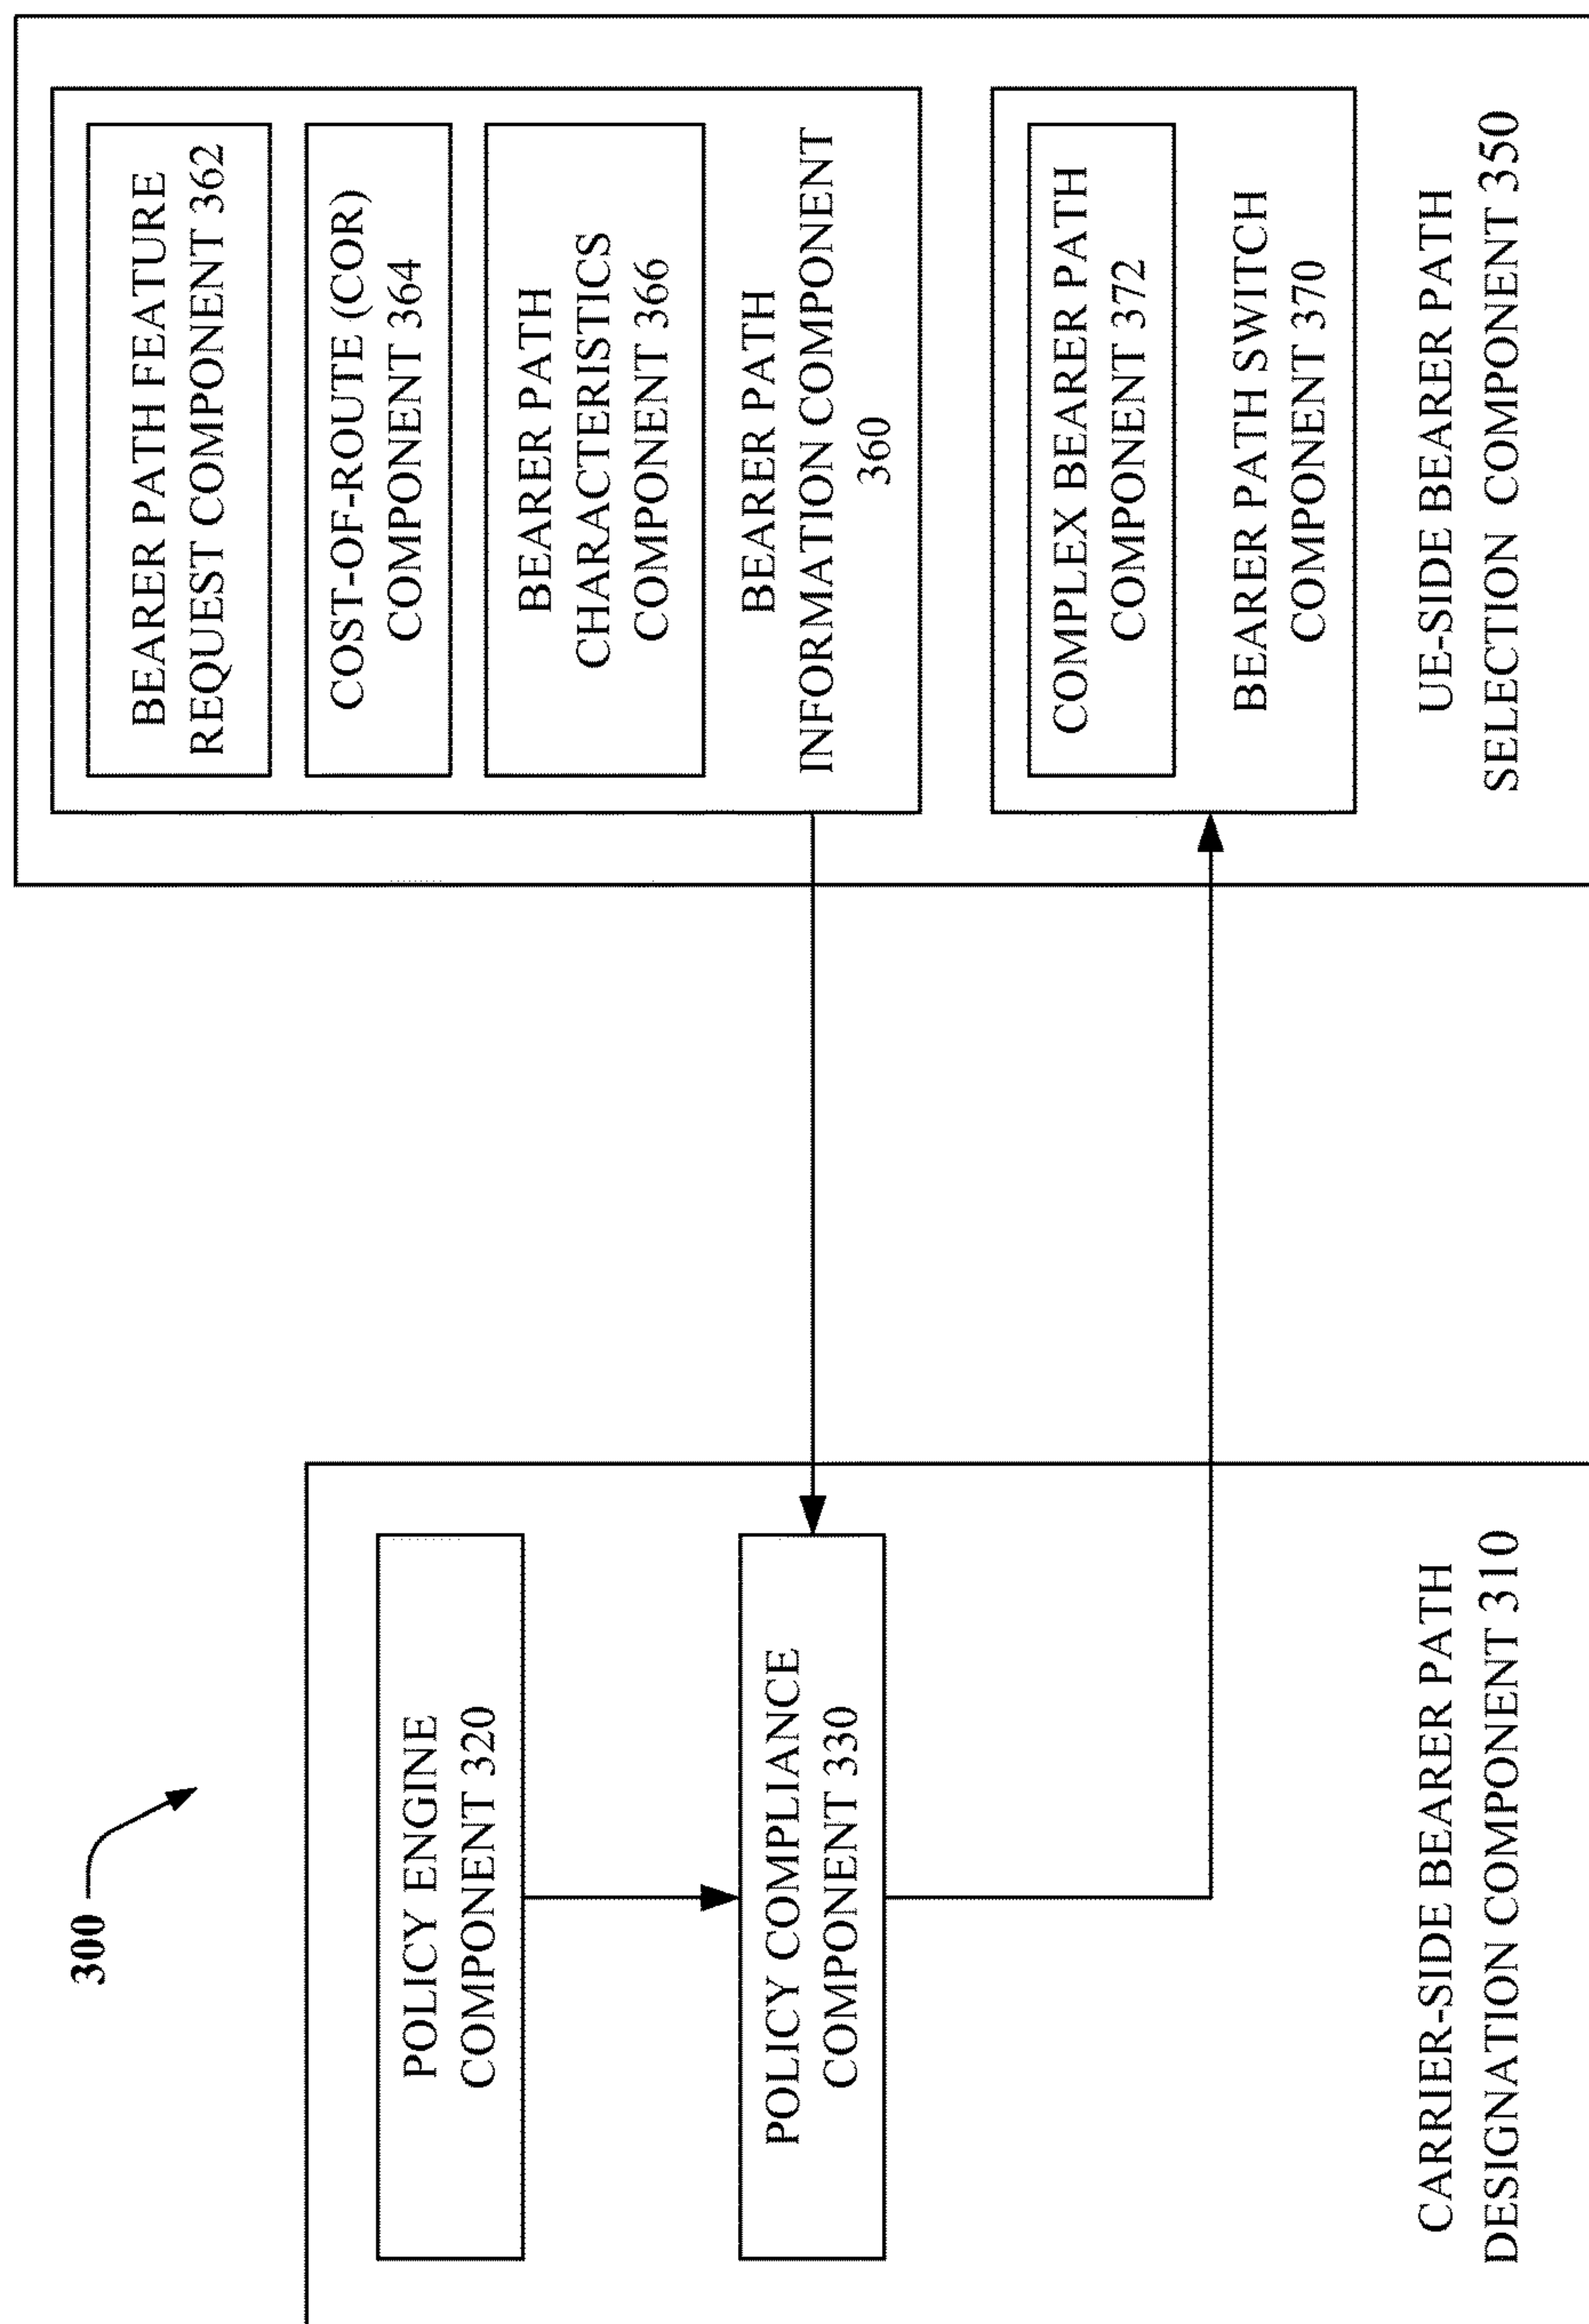 300
POLICY ENGINE
COMPONENT 320
POLICY COMPLIANCE
COMPONENT 330
CARRIER-SIDE BEARER PATH
DESIGNATION COMPONENT 310
BEARER PATH FEATURE
REQUEST COMPONENT 362
COST-OF-ROUTE (COR)
COMPONENT 364
BEARER PATH
CHARACTERISTICS
COMPONENT 366
BEARER PATH
INFORMATION COMPONENT
360
COMPLEX BEARER PATH
COMPONENT 372
BEARER PATH SWITCH
COMPONENT 370
UE-SIDE BEARER PATH
SELECTION COMPONENT 350